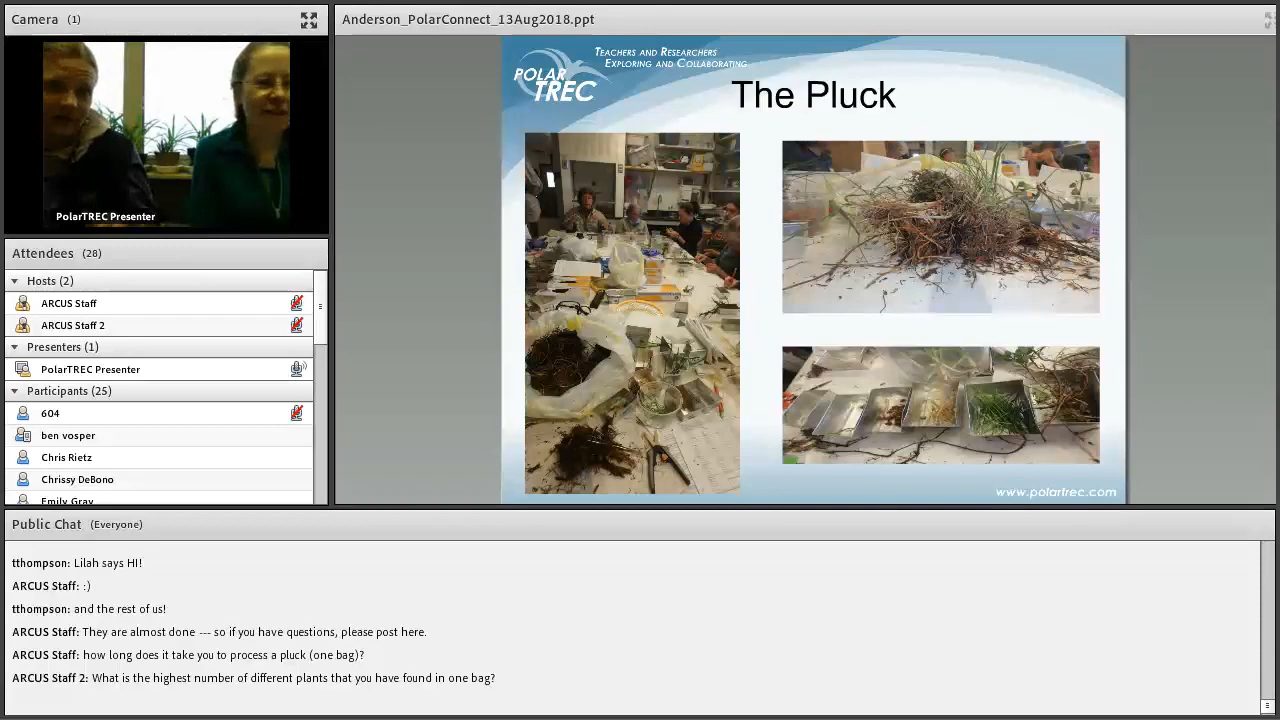 Camera (1)
PolarTREC Presenter
Attendees (28)
Hosts (2)
ARCUS Staff
ARCUS Staff 2
Presenters (1)
PolarTREC Presenter
Participants (25)
604
ben vosper
Chris Rietz
Chrissy DeBono
Emily Gray
Anderson_PolarConnect_13Aug2018.ppt
TEACHERS AND RESEARCHERS
EXPLORING AND COLLABORATING
POLAR
TREC
The Pluck
www.polartrec.com
Public Chat (Everyone)
tthompson: Lilah says HI!
ARCUS Staff: :)
tthompson: and the rest of us!
ARCUS Staff: They are almost done --- so if you have questions, please post here.
ARCUS Staff: how long does it take you to process a pluck (one bag)?
ARCUS Staff 2: What is the highest number of different plants that you have found in one bag?